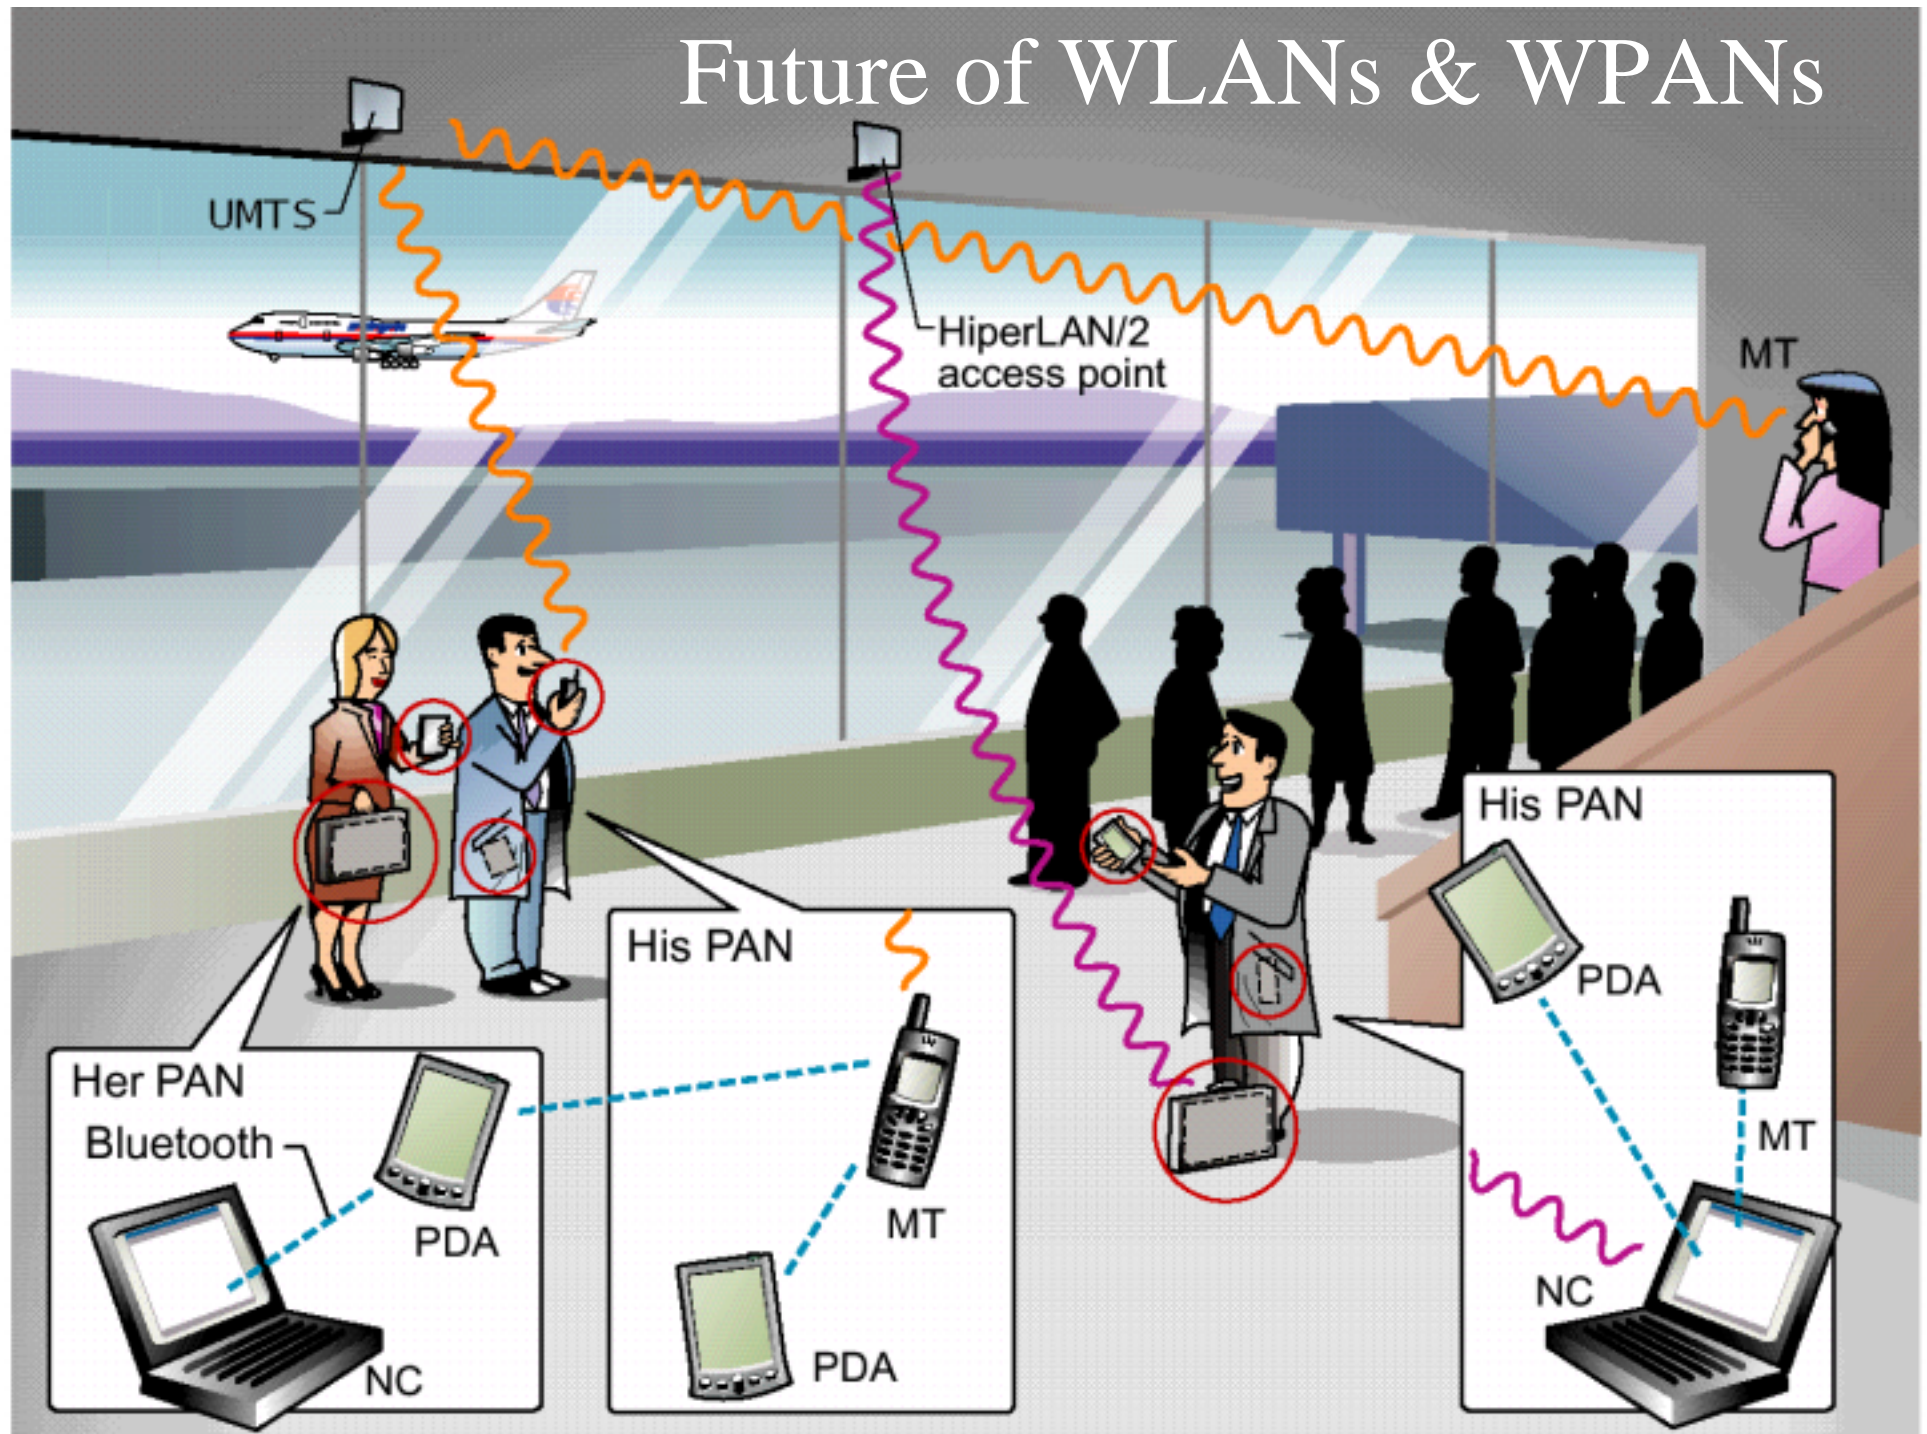 Future of WLANs & WPANs
UMTS
HiperLAN/2
access point
MT
His PAN
PDA
MT
NC
His PAN
MT
PDA
Her PAN
Bluetooth
PDA
NC